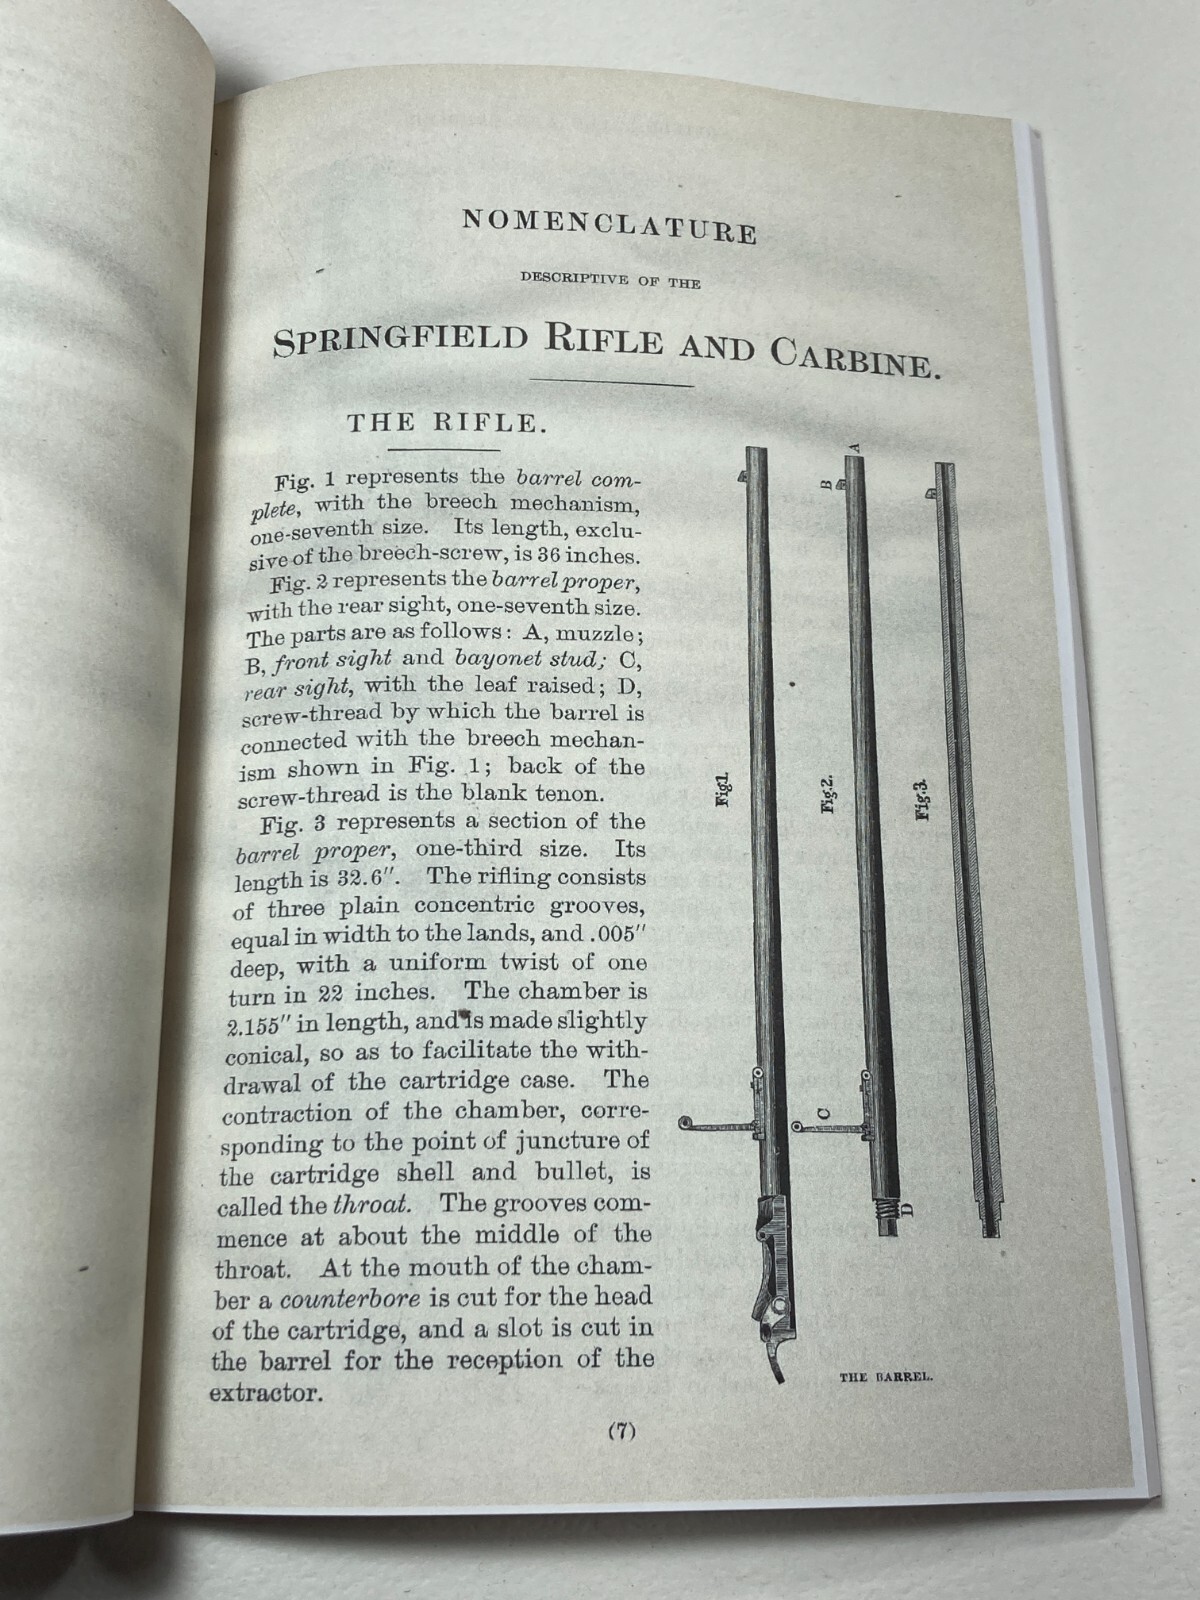 NOMENCLATURE
DESCRIPTIVE OF THE
SPRINGFIELD RIFLE AND CARBINE.
THE RIFLE.
Fig. 1 represents the barrel com-
plete, with the breech mechanism,
one-seventh size. Its length, exclu-
sive of the breech-screw, is 36 inches.
Fig. 2 represents the barrel proper,
with the rear sight, one-seventh size.
The parts are as follows: A, muzzle;
B, front sight and bayonet stud; C,
rear sight, with the leaf raised; D,
screw-thread by which the barrel is
connected with the breech mechan-
ism shown in Fig. 1; back of the
screw-thread is the blank tenon.
Fig. 3 represents a section of the
barrel proper, one-third size. Its
length is 32.6″. The rifling consists
of three plain concentric grooves,
equal in width to the lands, and .005″
deep, with a uniform twist of one
turn in 22 inches. The chamber is
2.155″ in length, and is made slightly
conical, so as to facilitate the with-
drawal of the cartridge case. The
contraction of the chamber, corre-
sponding to the point of juncture of
the cartridge shell and bullet, is
called the throat. The grooves com-
mence at about the middle of the
throat. At the mouth of the cham-
ber a counterbore is cut for the head
of the cartridge, and a slot is cut in
the barrel for the reception of the
extractor.
Fig1.
A
B
Fig.2.
C
D
Fig.3.
THE BARREL.
(7)